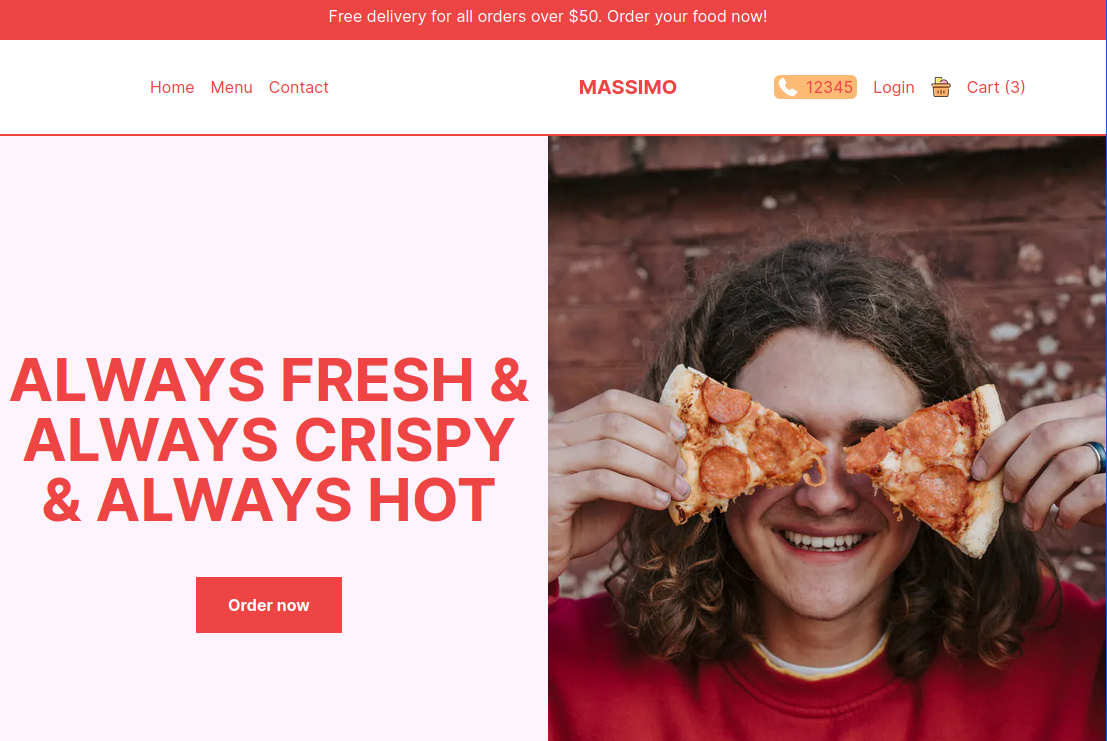 Free delivery for all orders over $50. Order your food now!
Home Menu Contact MASSIMO 12345 Login Cart (3)
ALWAYS FRESH &
ALWAYS CRISPY
& ALWAYS HOT
Order now